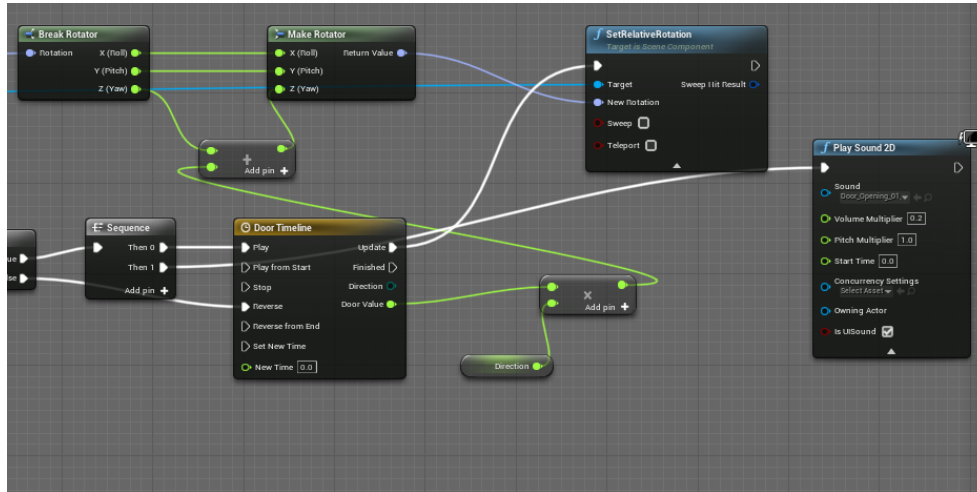 Break Rotator
Rotation
X (Roll)
Y (Pitch)
Z (Yaw)
Make Rotator
X (Roll)
Y (Pitch)
Z (Yaw)
Return Value
SetRelativeRotation
Target is Scene Component
Target
New Rotation
Sweep
Teleport
Sweep Hit Result
+
Add pin +
Play Sound 2D
Sound
Door_Opening_01
Volume Multiplier 0.2
Pitch Multiplier 1.0
Start Time 0.0
Concurrency Settings
Select Asset
Owning Actor
Is UISound
ue
lse
Sequence
Then 0
Then 1
Add pin +
Door Timeline
Play
Play from Start
Stop
Reverse
Reverse from End
Set New Time
New Time 0.0
Update
Finished
Direction
Door Value
x
Add pin +
Direction